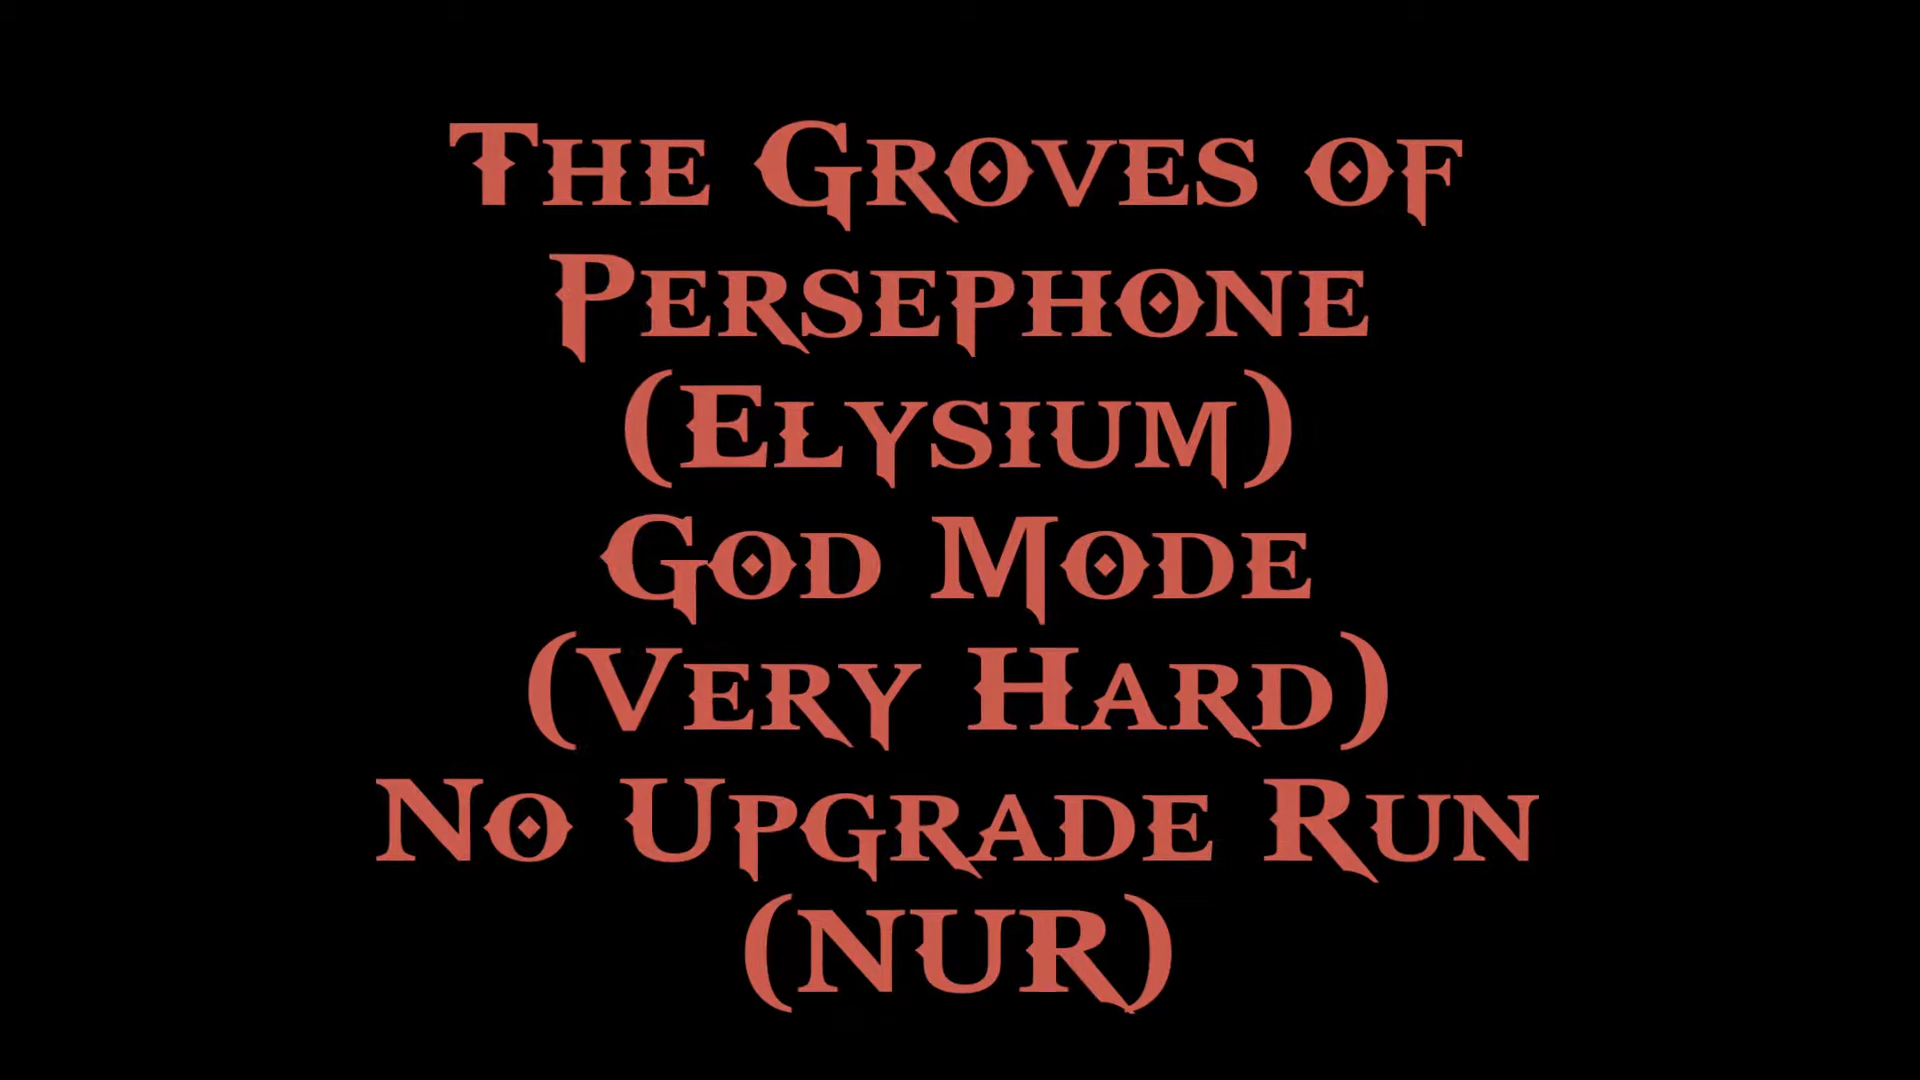 The Groves of
Persephone
(Elysium)
God Mode
(Very Hard)
No Upgrade Run
(NUR)